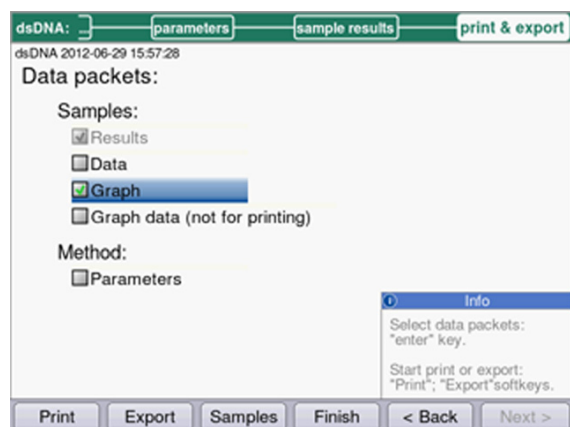 dsDNA: parameters sample results print & export
dsDNA 2012-06-29 15:57:28
Data packets:
Samples:
Results
Data
Graph
Graph data (not for printing)
Method:
Parameters
Info
Select data packets:
"enter" key.
Start print or export:
"Print"; "Export"softkeys.
Print Export Samples Finish < Back Next >